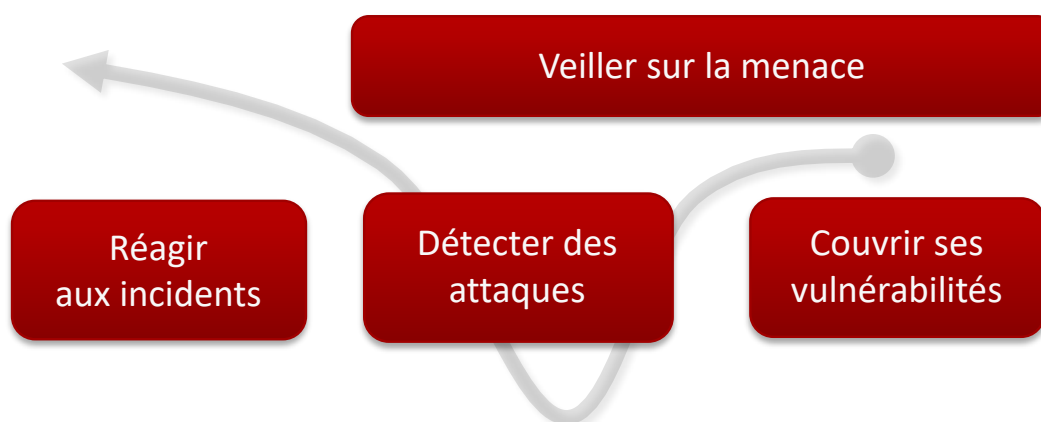 Veiller sur la menace
Réagir
aux incidents
Détecter des
attaques
Couvrir ses
vulnérabilités